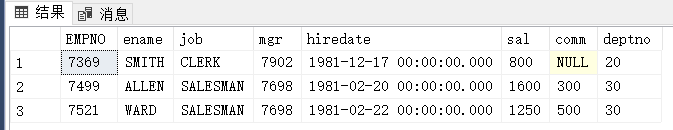 结果 消息
EMPNO ename job mgr hiredate sal comm deptno
1 7369 SMITH CLERK 7902 1981-12-17 00:00:00.000 800 NULL 20
2 7499 ALLEN SALESMAN 7698 1981-02-20 00:00:00.000 1600 300 30
3 7521 WARD SALESMAN 7698 1981-02-22 00:00:00.000 1250 500 30